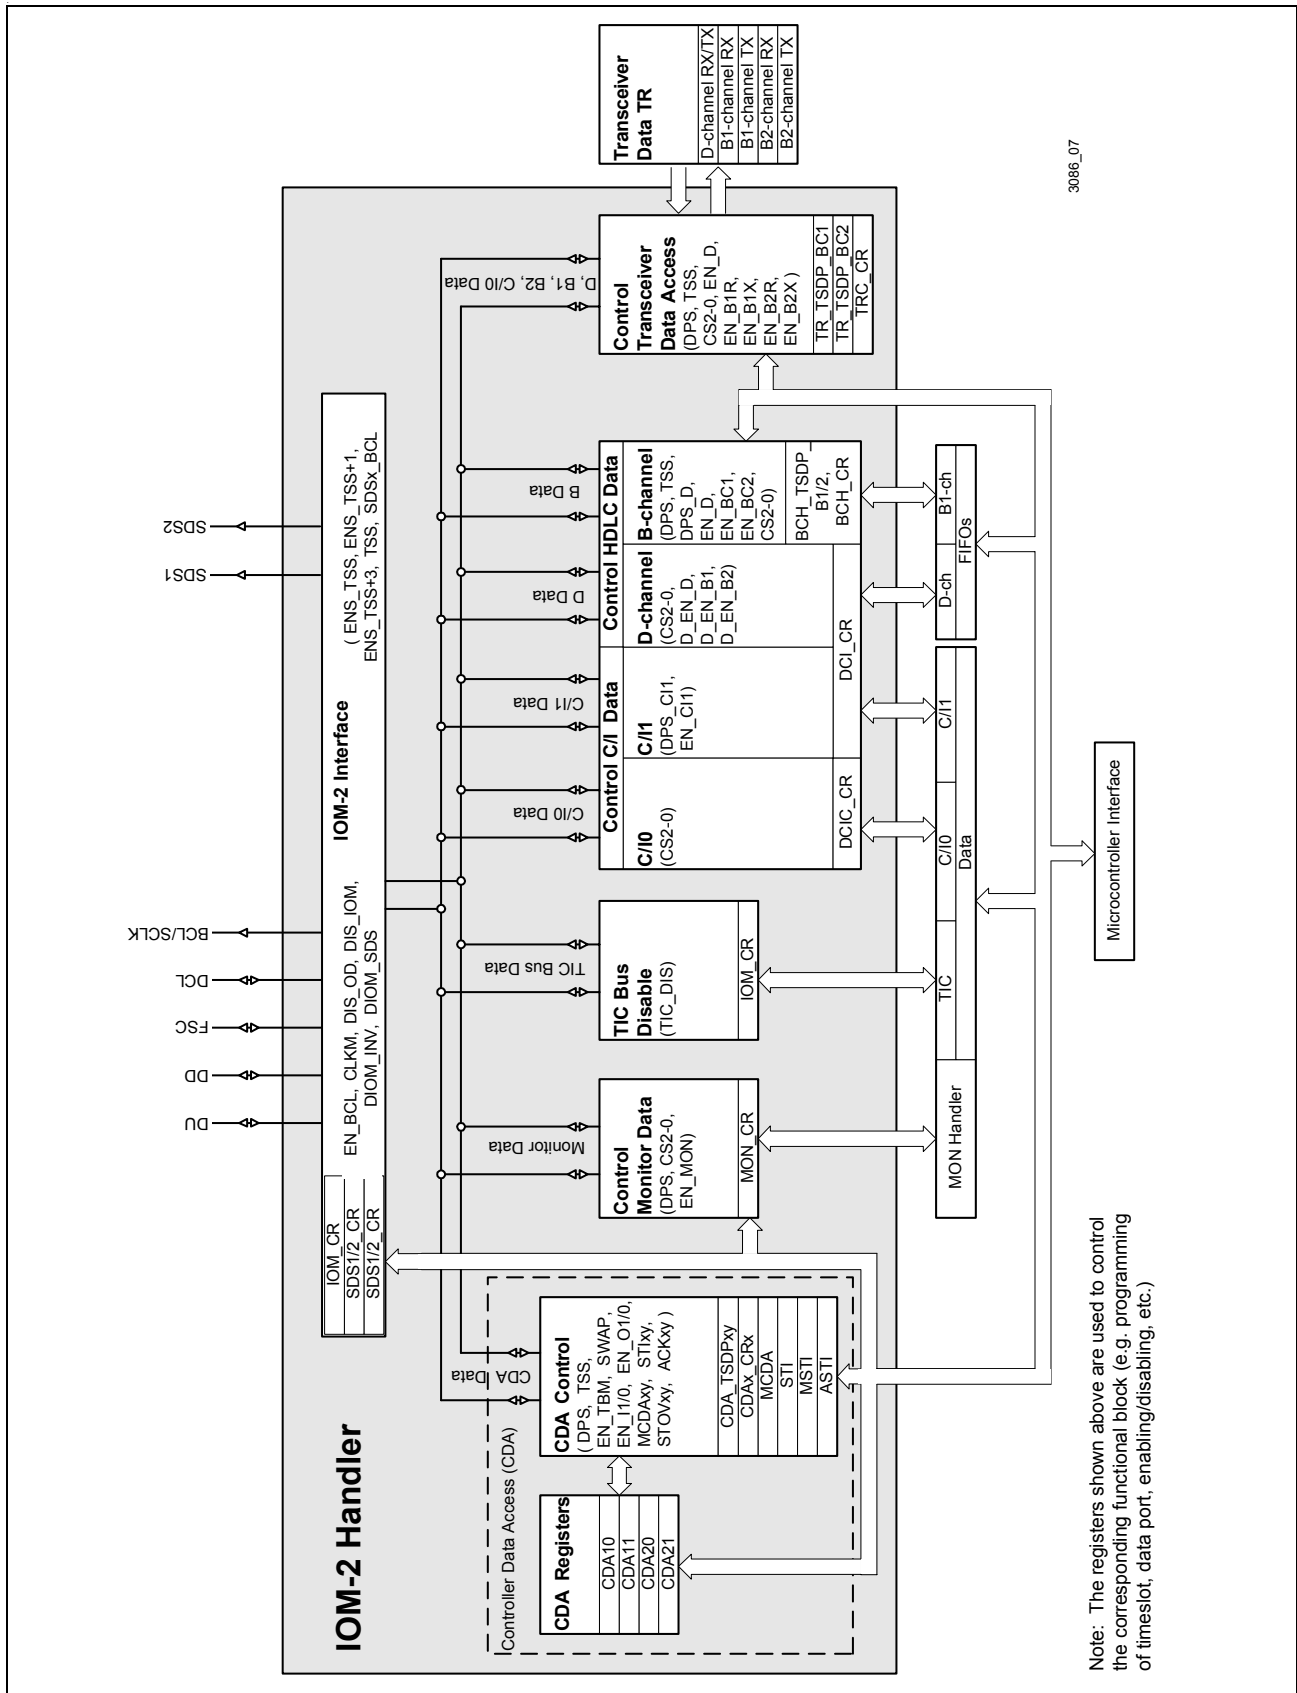 IOM-2 Handler
DU
DD
FSC
DCL
BCL/SCLK
SDS1
SDS2
IOM_CR
SDS1/2_CR
SDS1/2_CR
IOM-2 Interface
EN_BCL, CLKM, DIS_OD, DIS_IOM,
DIOM_INV, DIOM_SDS
( ENS_TSS, ENS_TSS+1,
ENS_TSS+3, TSS, SDSx_BCL
Controller Data Access (CDA)
CDA Data
Monitor Data
TIC Bus Data
C/I0 Data
C/I1 Data
D Data
B Data
D, B1, B2, C/I0 Data
CDA Registers
CDA10
CDA11
CDA20
CDA21
CDA Control
( DPS, TSS,
EN_TBM, SWAP,
EN_I1/0, EN_O1/0,
MCDAxy, STIxy,
STOVxy, ACKxy )
CDA_TSDPxy
CDAx_CRx
MCDA
STI
MSTI
ASTI
Control
Monitor Data
(DPS, CS2-0,
EN_MON)
MON_CR
TIC Bus
Disable
(TIC_DIS)
IOM_CR
Control C/I Data
C/I0
(CS2-0)
DCIC_CR
C/I1
(DPS_CI1,
EN_CI1)
DCI_CR
Control HDLC Data
D-channel
(CS2-0,
D_EN_D,
D_EN_B1,
D_EN_B2)
B-channel
(DPS, TSS,
DPS_D,
EN_D,
EN_BC1,
EN_BC2,
CS2-0)
BCH_TSDP_
B1/2,
BCH_CR
Control
Transceiver
Data Access
(DPS, TSS,
CS2-0, EN_D,
EN_B1R,
EN_B1X,
EN_B2R,
EN_B2X )
TR_TSDP_BC1
TR_TSDP_BC2
TRC_CR
Transceiver
Data TR
D-channel RX/TX
B1-channel RX
B1-channel TX
B2-channel RX
B2-channel TX
MON Handler
TIC
C/I0
C/I1
Data
D-ch
B1-ch
FIFOs
Microcontroller Interface
Note: The registers shown above are used to control
the corresponding functional block (e.g. programming
of timeslot, data port, enabling/disabling, etc.)
3086_07